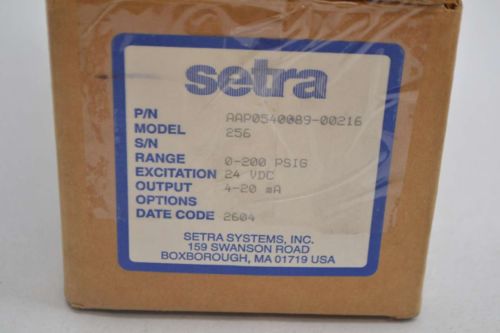 setra
P/N AAP0540089-00216
MODEL 256
S/N
RANGE 0-200 PSIG
EXCITATION 24 VDC
OUTPUT 4-20 mA
OPTIONS
DATE CODE 2604
SETRA SYSTEMS, INC.
159 SWANSON ROAD
BOXBOROUGH, MA 01719 USA